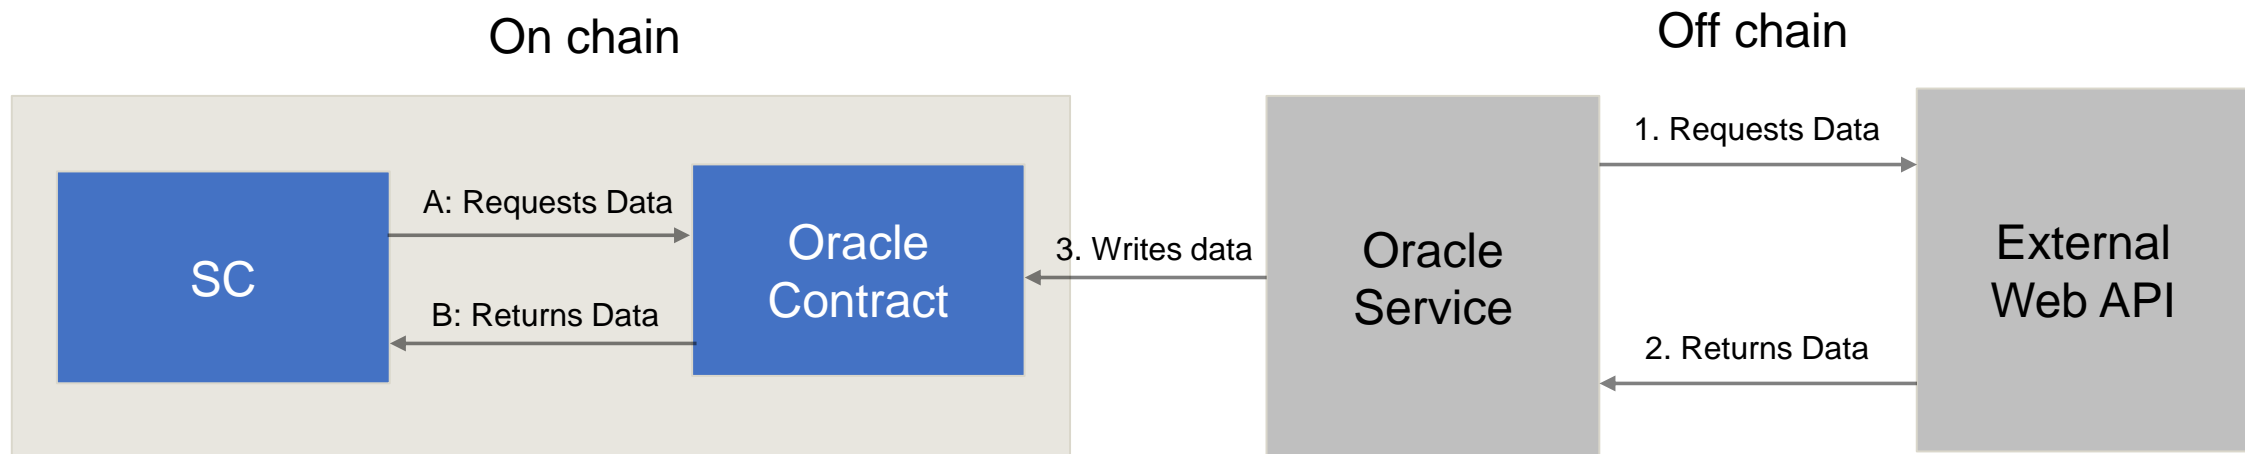 On chain
Off chain
SC
A: Requests Data
B: Returns Data
Oracle
Contract
3. Writes data
Oracle
Service
1. Requests Data
2. Returns Data
External
Web API